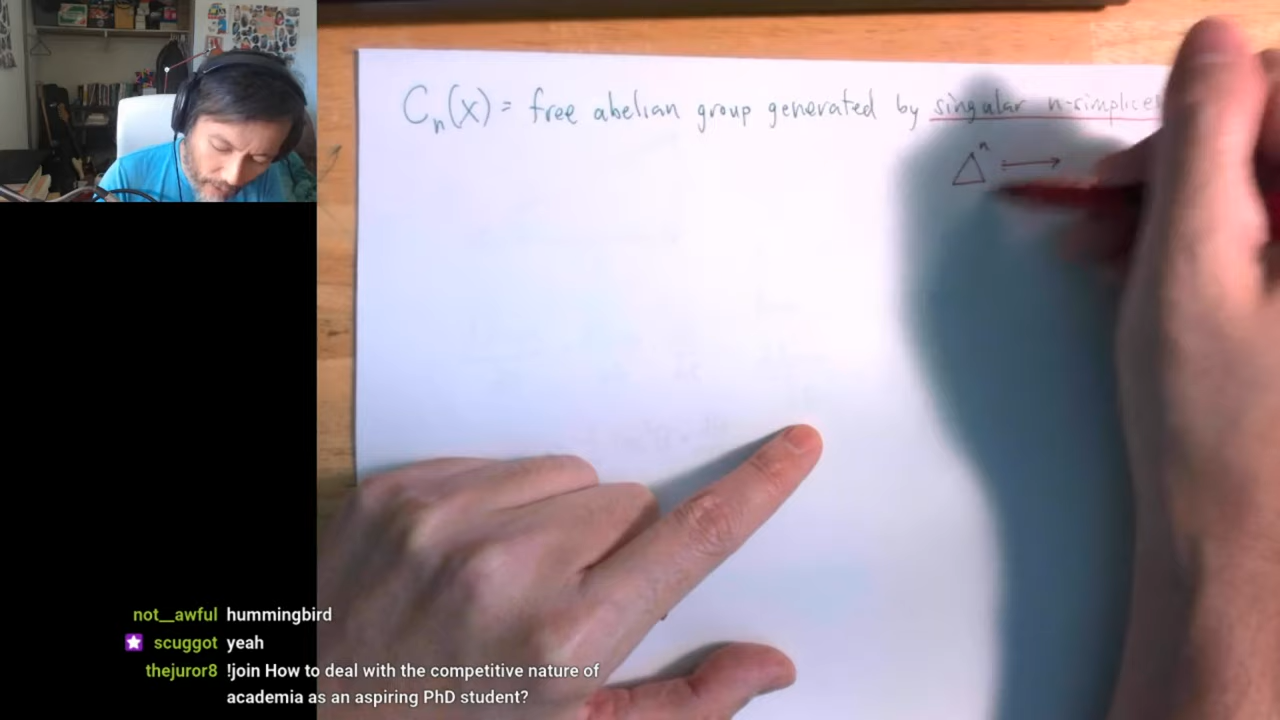 Cₙ(X) = free abelian group generated by singular n-simplices
Δⁿ →
not__awful hummingbird
scuggot yeah
thejuror8 !join How to deal with the competitive nature of
academia as an aspiring PhD student?